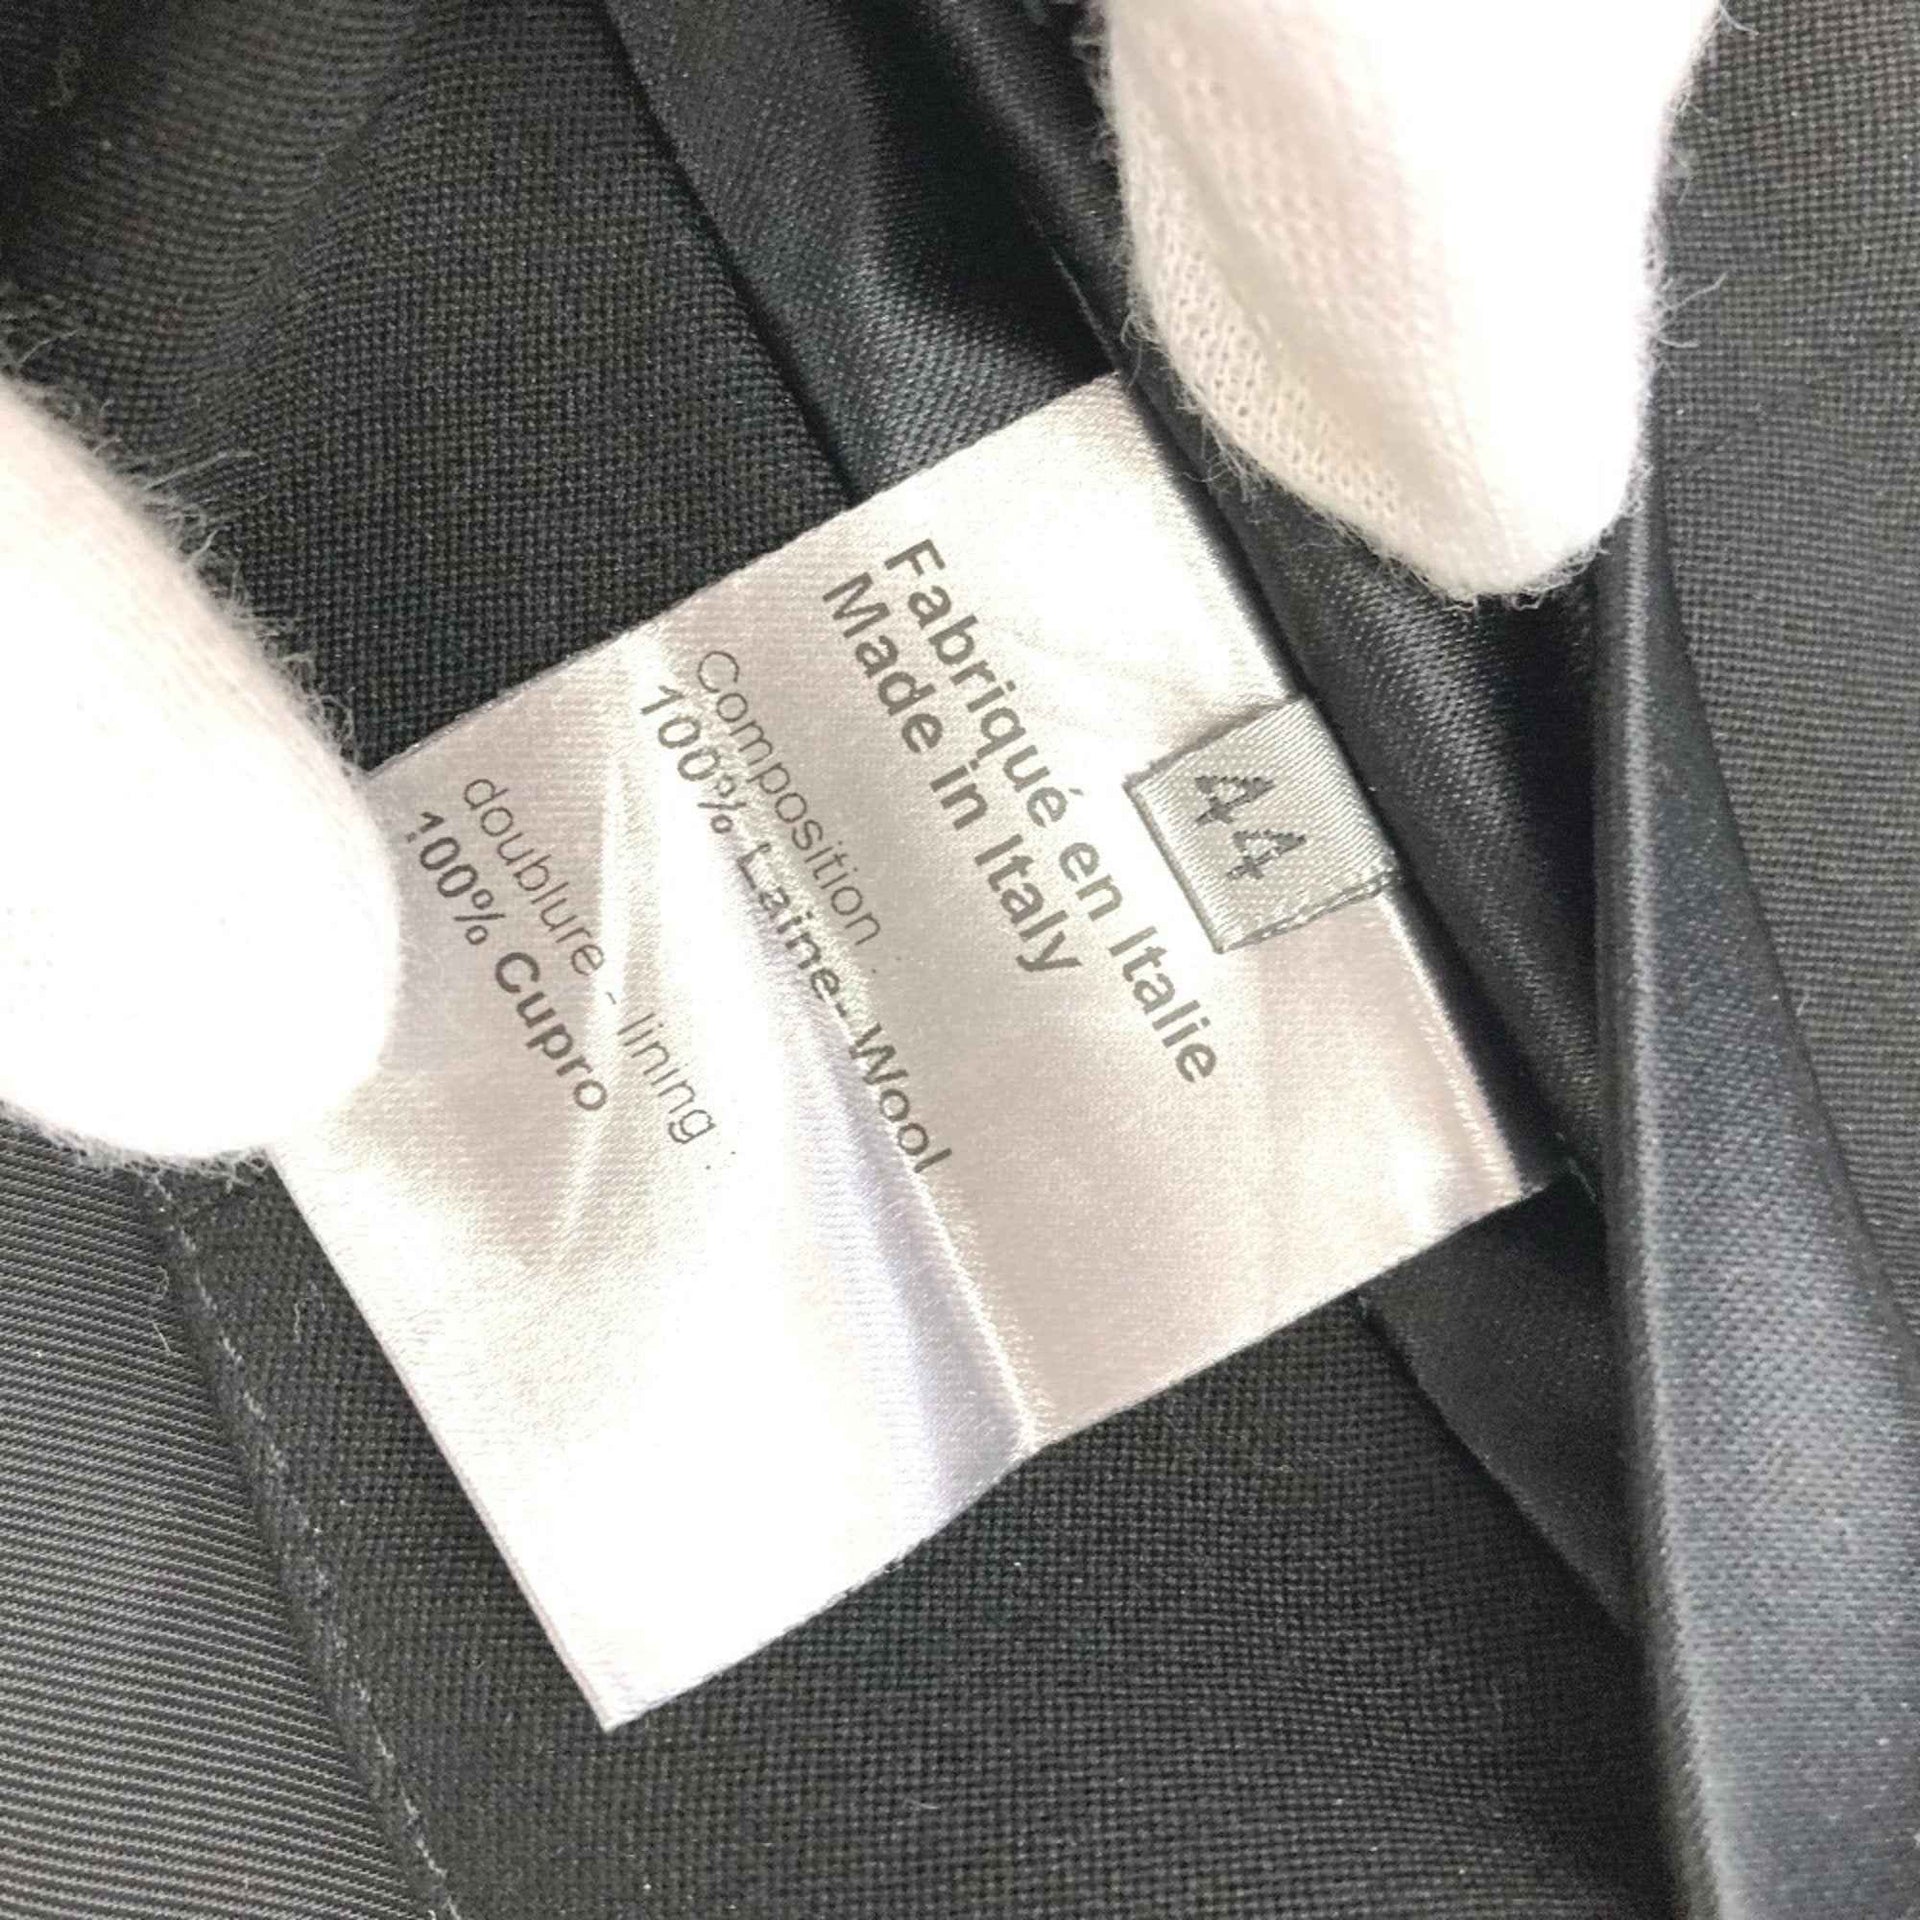 44
Fabriqué en Italie
Made in Italy
Composition :
100% Laine- Wool
doublure - lining :
100% Cupro